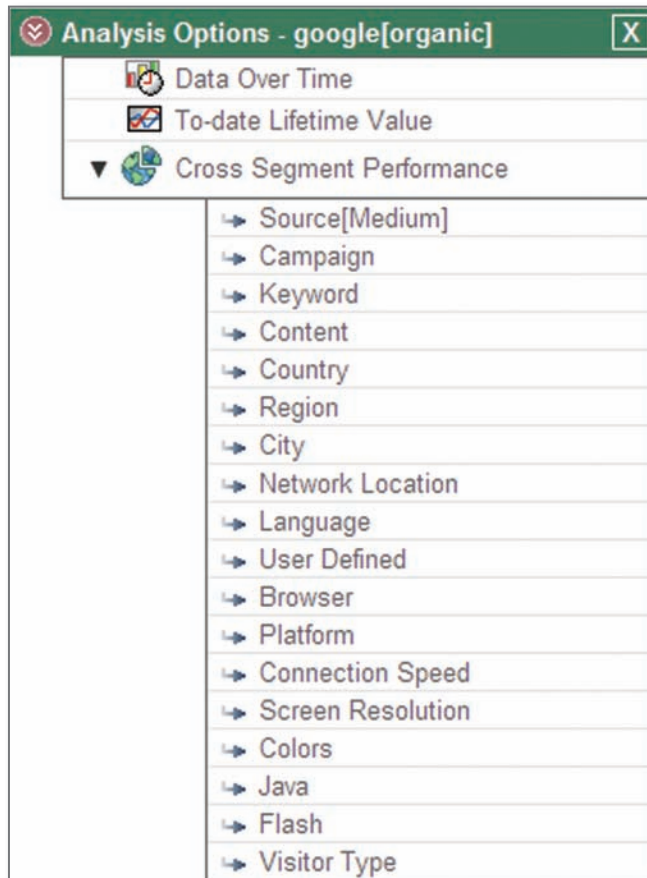 Analysis Options - google[organic] X
Data Over Time
To-date Lifetime Value
Cross Segment Performance
Source[Medium]
Campaign
Keyword
Content
Country
Region
City
Network Location
Language
User Defined
Browser
Platform
Connection Speed
Screen Resolution
Colors
Java
Flash
Visitor Type